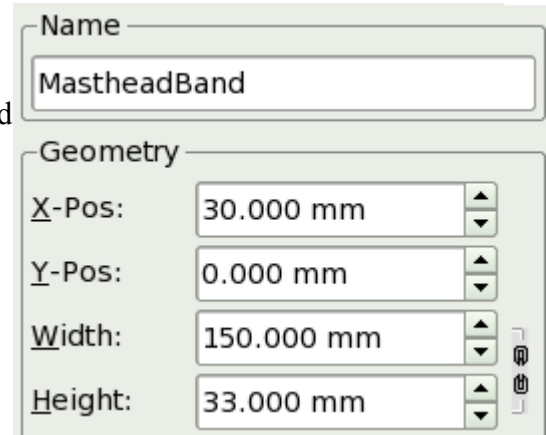 Name
MastheadBand
d
Geometry
X-Pos: 30.000 mm
Y-Pos: 0.000 mm
Width: 150.000 mm
Height: 33.000 mm